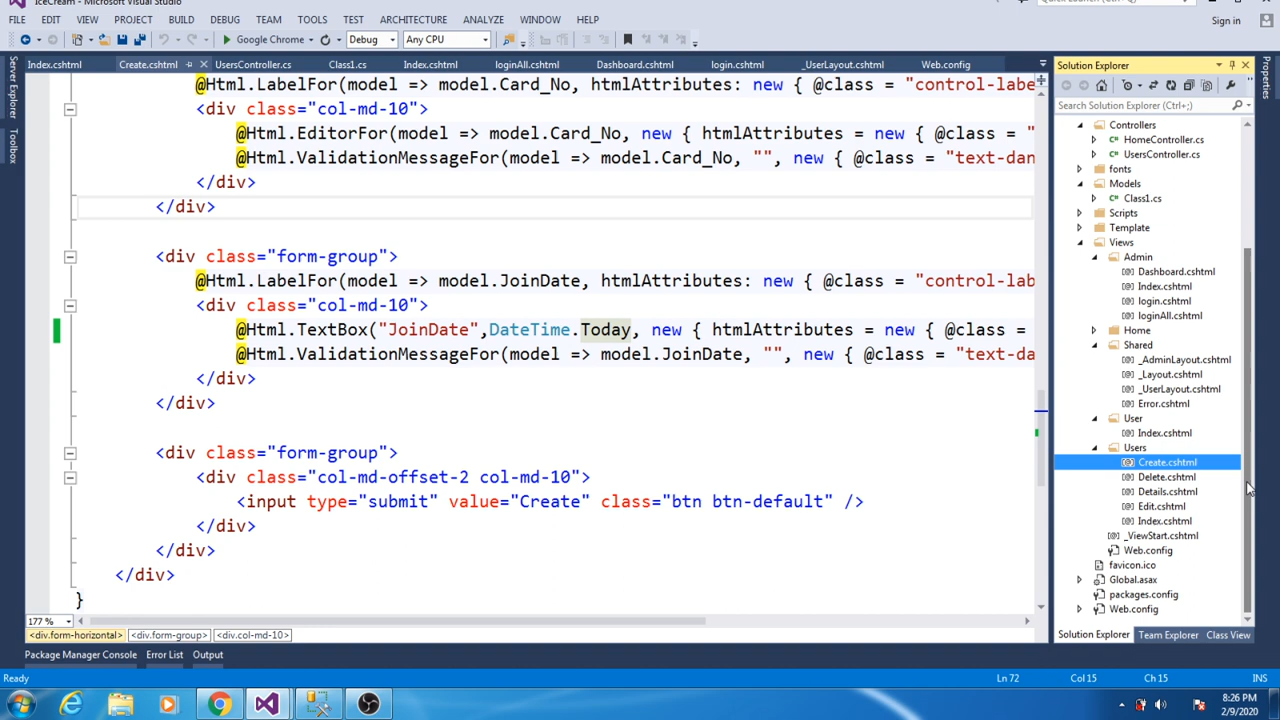 IceCream - Microsoft Visual Studio
FILE EDIT VIEW PROJECT BUILD DEBUG TEAM TOOLS TEST ARCHITECTURE ANALYZE WINDOW HELP
Sign in
Google Chrome Debug Any CPU
Index.cshtml Create.cshtml UsersController.cs Class1.cs Index.cshtml loginAll.cshtml Dashboard.cshtml login.cshtml _UserLayout.cshtml Web.config
Server Explorer
Toolbox
@Html.LabelFor(model => model.Card_No, htmlAttributes: new { @class = "control-labe
<div class="col-md-10">
@Html.EditorFor(model => model.Card_No, new { htmlAttributes = new { @class = "
@Html.ValidationMessageFor(model => model.Card_No, "", new { @class = "text-dan
</div>
</div>
<div class="form-group">
@Html.LabelFor(model => model.JoinDate, htmlAttributes: new { @class = "control-labe
<div class="col-md-10">
@Html.TextBox("JoinDate",DateTime.Today, new { htmlAttributes = new { @class =
@Html.ValidationMessageFor(model => model.JoinDate, "", new { @class = "text-da
</div>
</div>
<div class="form-group">
<div class="col-md-offset-2 col-md-10">
<input type="submit" value="Create" class="btn btn-default" />
</div>
</div>
</div>
}
177 %
<div.form-horizontal> <div.form-group> <div.col-md-10>
Package Manager Console Error List Output
Solution Explorer
Search Solution Explorer (Ctrl+;)
Controllers
HomeController.cs
UsersController.cs
fonts
Models
Class1.cs
Scripts
Template
Views
Admin
Dashboard.cshtml
Index.cshtml
login.cshtml
loginAll.cshtml
Home
Shared
_AdminLayout.cshtml
_Layout.cshtml
_UserLayout.cshtml
Error.cshtml
User
Index.cshtml
Users
Create.cshtml
Delete.cshtml
Details.cshtml
Edit.cshtml
Index.cshtml
_ViewStart.cshtml
Web.config
favicon.ico
Global.asax
packages.config
Web.config
Solution Explorer Team Explorer Class View
Properties
Ready Ln 72 Col 15 Ch 15 INS
8:26 PM
2/9/2020